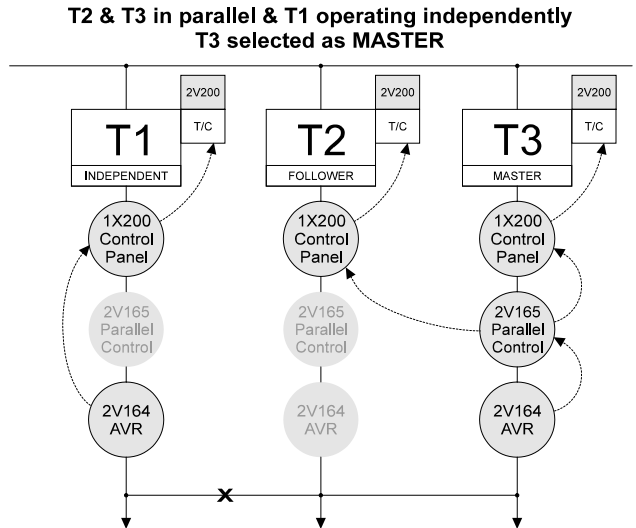 T2 & T3 in parallel & T1 operating independently
T3 selected as MASTER
2V200
T/C
T1
INDEPENDENT
2V200
T/C
T2
FOLLOWER
2V200
T/C
T3
MASTER
1X200
Control
Panel
1X200
Control
Panel
1X200
Control
Panel
2V165
Parallel
Control
2V165
Parallel
Control
2V165
Parallel
Control
2V164
AVR
2V164
AVR
2V164
AVR
X